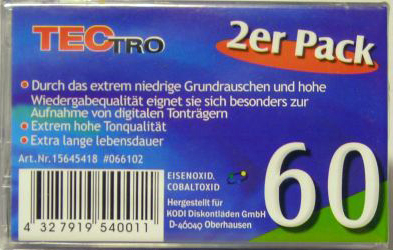 TECTRO
2er Pack
Durch das extrem niedrige Grundrauschen und hohe
Wiedergabequalität eignet sie sich besonders zur
Aufnahme von digitalen Tonträgern
Extrem hohe Tonqualität
Extra lange lebensdauer
Art.Nr.15645418 #066102
EISENOXID.
COBALTOXID
Hergestellt für
KODI Diskontläden GmbH
D-46049 Oberhausen
4 327919 540011
60